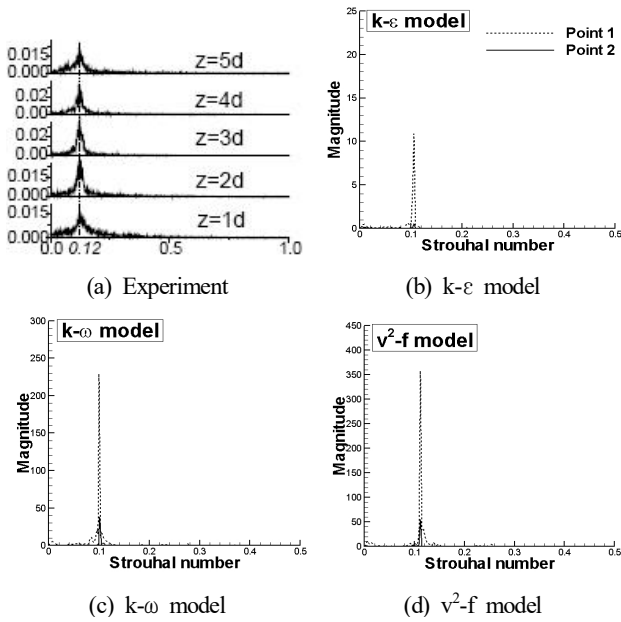 0.015
0.000
z=5d
0.02
0.00
z=4d
0.02
0.00
z=3d
0.015
0.000
z=2d
0.015
0.000
z=1d
0.0 0.12 0.5 1.0
(a) Experiment
k-ε model
Point 1
Point 2
Magnitude
25
20
15
10
5
0
0 0.1 0.2 0.3 0.4 0.5
Strouhal number
(b) k-ε model
k-ω model
Magnitude
300
250
200
150
100
50
0
0 0.1 0.2 0.3 0.4 0.5
Strouhal number
(c) k-ω model
v²-f model
Magnitude
450
400
350
300
250
200
150
100
50
0
0 0.1 0.2 0.3 0.4 0.5
Strouhal number
(d) v²-f model